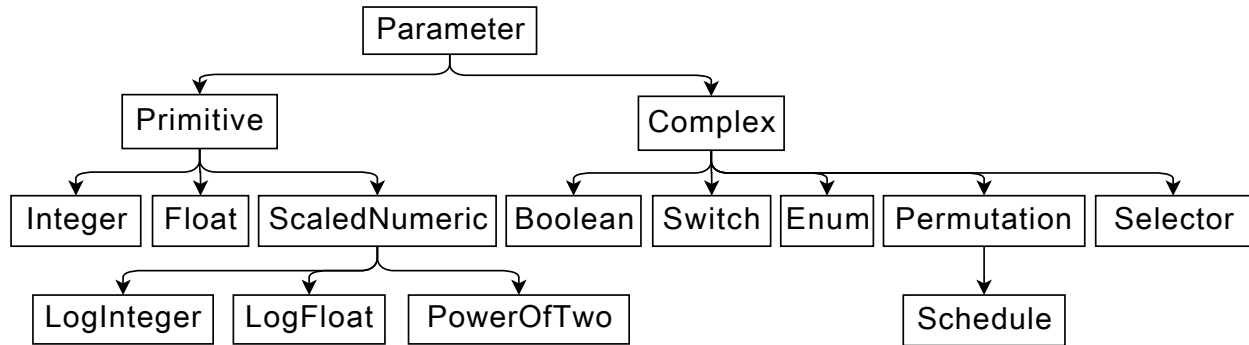 Parameter
Primitive
Complex
Integer
Float
ScaledNumeric
Boolean
Switch
Enum
Permutation
Selector
LogInteger
LogFloat
PowerOfTwo
Schedule